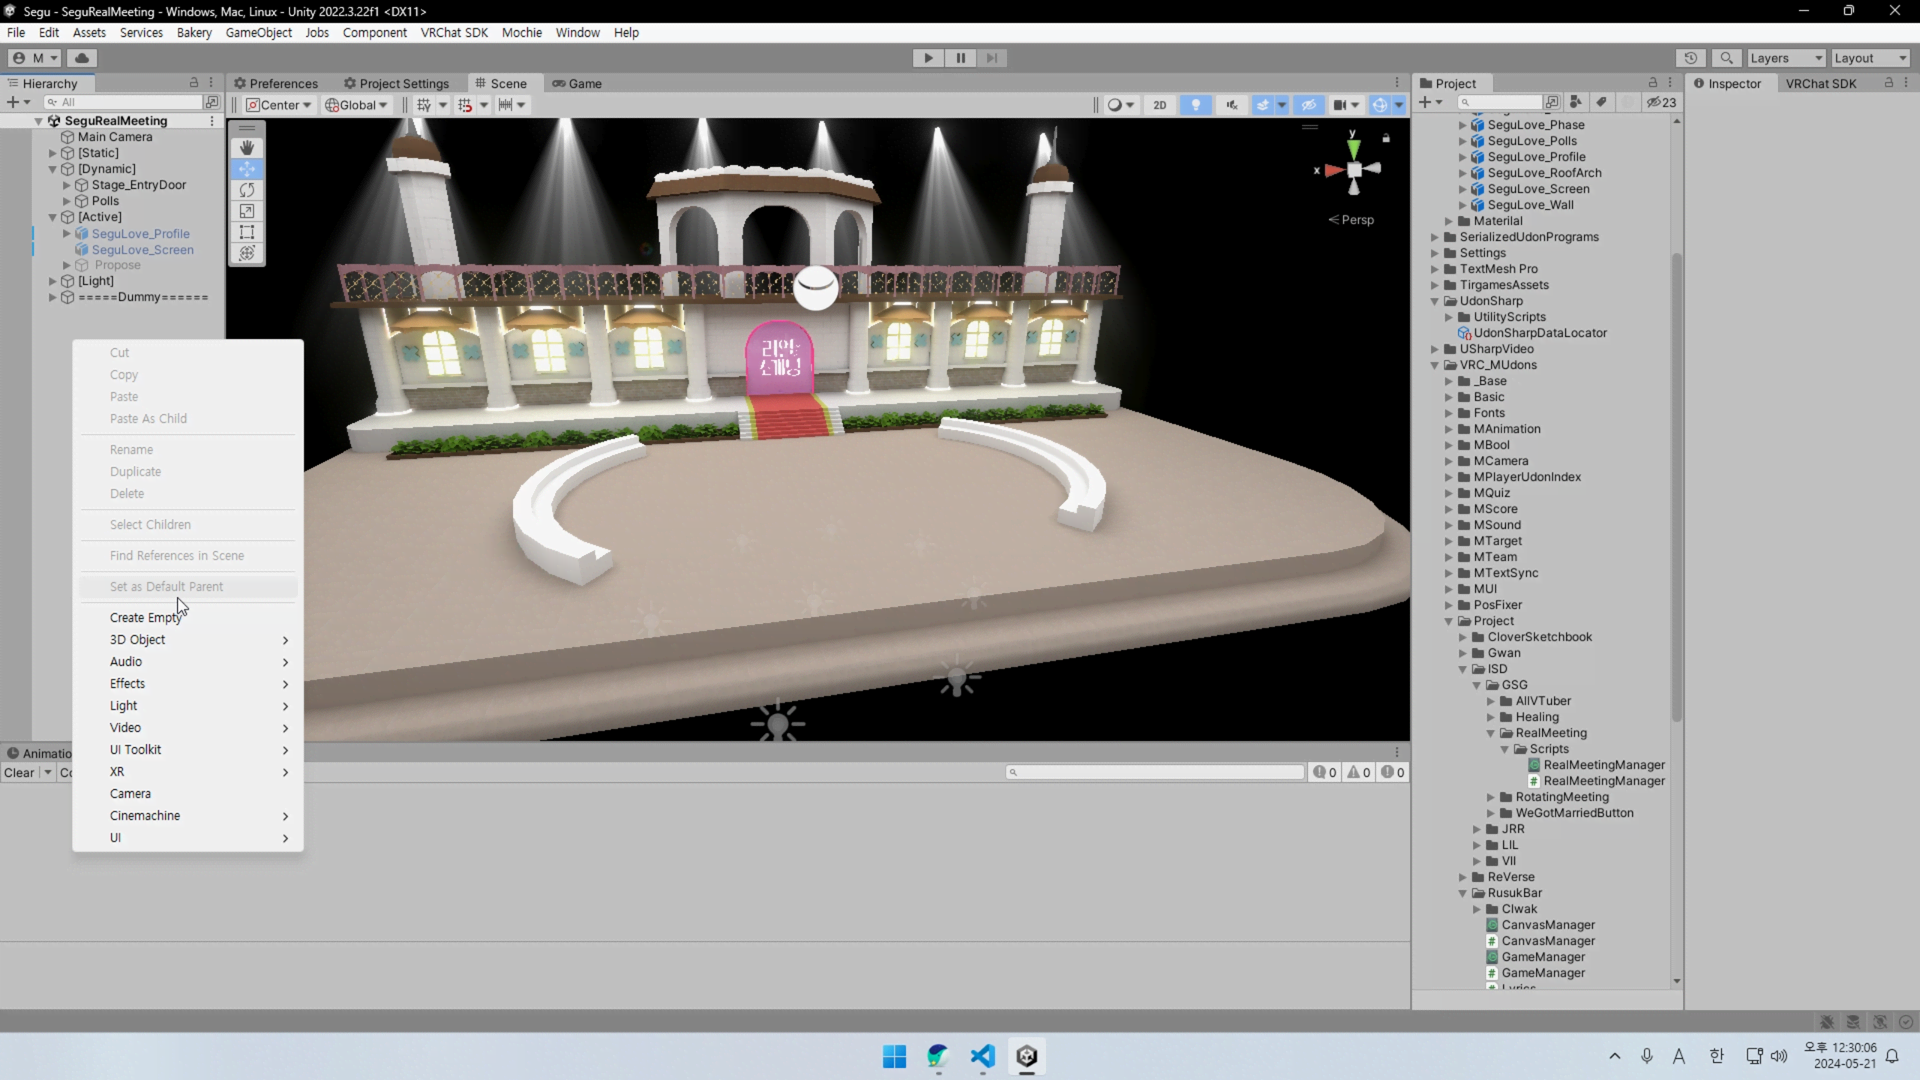 Segu - SeguRealMeeting - Windows, Mac, Linux - Unity 2022.3.22f1 <DX11>
File Edit Assets Services Bakery GameObject Jobs Component VRChat SDK Mochie Window Help
M Layers Layout
Hierarchy
All
SeguRealMeeting
Main Camera
[Static]
[Dynamic]
Stage_EntryDoor
Polls
[Active]
SeguLove_Profile
SeguLove_Screen
Propose
[Light]
=====Dummy======
Cut
Copy
Paste
Paste As Child
Rename
Duplicate
Delete
Select Children
Find References in Scene
Set as Default Parent
Create Empty
3D Object
Audio
Effects
Light
Video
UI Toolkit
XR
Camera
Cinemachine
UI
Preferences Project Settings Scene Game
Center Global 2D
y
x
Persp
리얼
소개팅
Animatio
Clear Co
0 0 0
Project
23
SeguLove_Phase
SeguLove_Polls
SeguLove_Profile
SeguLove_RoofArch
SeguLove_Screen
SeguLove_Wall
Materilal
SerializedUdonPrograms
Settings
TextMesh Pro
TirgamesAssets
UdonSharp
UtilityScripts
UdonSharpDataLocator
USharpVideo
VRC_MUdons
_Base
Basic
Fonts
MAnimation
MBool
MCamera
MPlayerUdonIndex
MQuiz
MScore
MSound
MTarget
MTeam
MTextSync
MUI
PosFixer
Project
CloverSketchbook
Gwan
ISD
GSG
AllVTuber
Healing
RealMeeting
Scripts
RealMeetingManager
RealMeetingManager
RotatingMeeting
WeGotMarriedButton
JRR
LIL
VII
ReVerse
RusukBar
Clwak
CanvasManager
CanvasManager
GameManager
GameManager
Lyrics
Inspector VRChat SDK
A 한
오후 12:30:06
2024-05-21